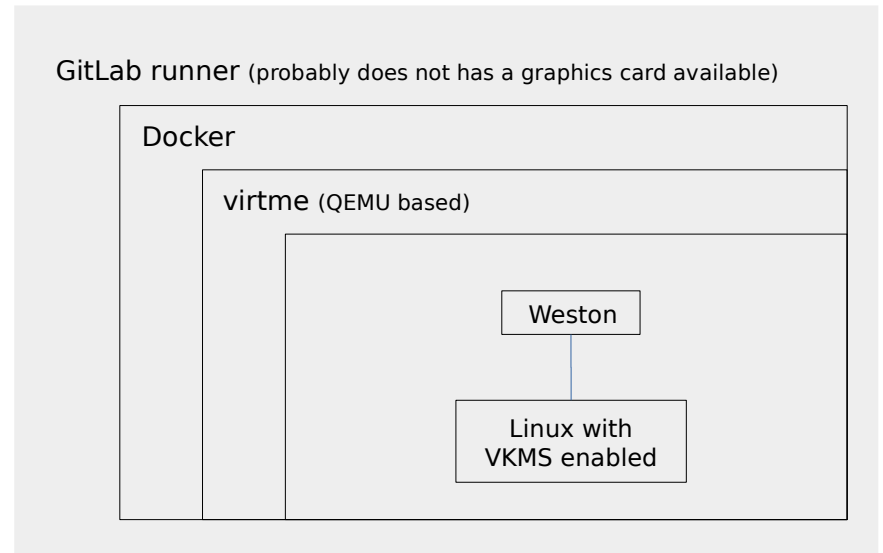 GitLab runner (probably does not has a graphics card available)
Docker
virtme (QEMU based)
Weston
Linux with
VKMS enabled